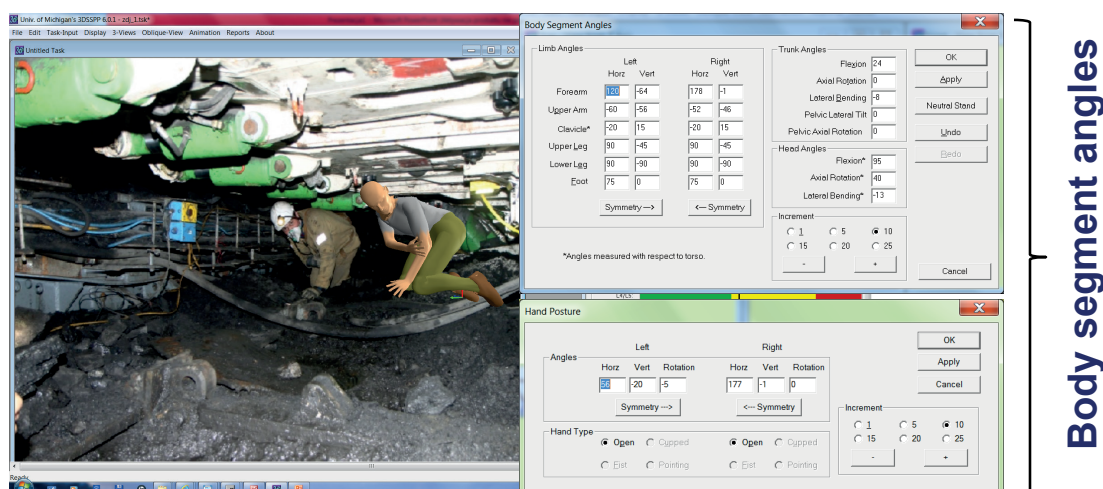 Univ. of Michigan's 3DSSPP 6.0.1 - zdj_1.tsk*
File Edit Task-Input Display 3-Views Oblique-View Animation Reports About
Untitled Task
Ready
Body Segment Angles
Limb Angles
Left Right
Horz Vert Horz Vert
Forearm 120 -64 178 -1
Upper Arm -60 -56 -52 -46
Clavicle* -20 15 -20 15
Upper Leg 90 -45 90 -45
Lower Leg 90 -90 90 -90
Foot 75 0 75 0
Symmetry ---> <--- Symmetry
*Angles measured with respect to torso.
Trunk Angles
Flexion 24
Axial Rotation 0
Lateral Bending -8
Pelvic Lateral Tilt 0
Pelvic Axial Rotation 0
Head Angles
Flexion* 95
Axial Rotation* 40
Lateral Bending* -13
Increment
1 5 10
15 20 25
- +
OK
Apply
Neutral Stand
Undo
Redo
Cancel
L4/L5:
Hand Posture
Left Right
Angles
Horz Vert Rotation Horz Vert Rotation
56 -20 -5 177 -1 0
Symmetry ---> <--- Symmetry
Hand Type
Open Cupped Open Cupped
Fist Pointing Fist Pointing
OK
Apply
Cancel
Increment
1 5 10
15 20 25
- +
Body segment angles